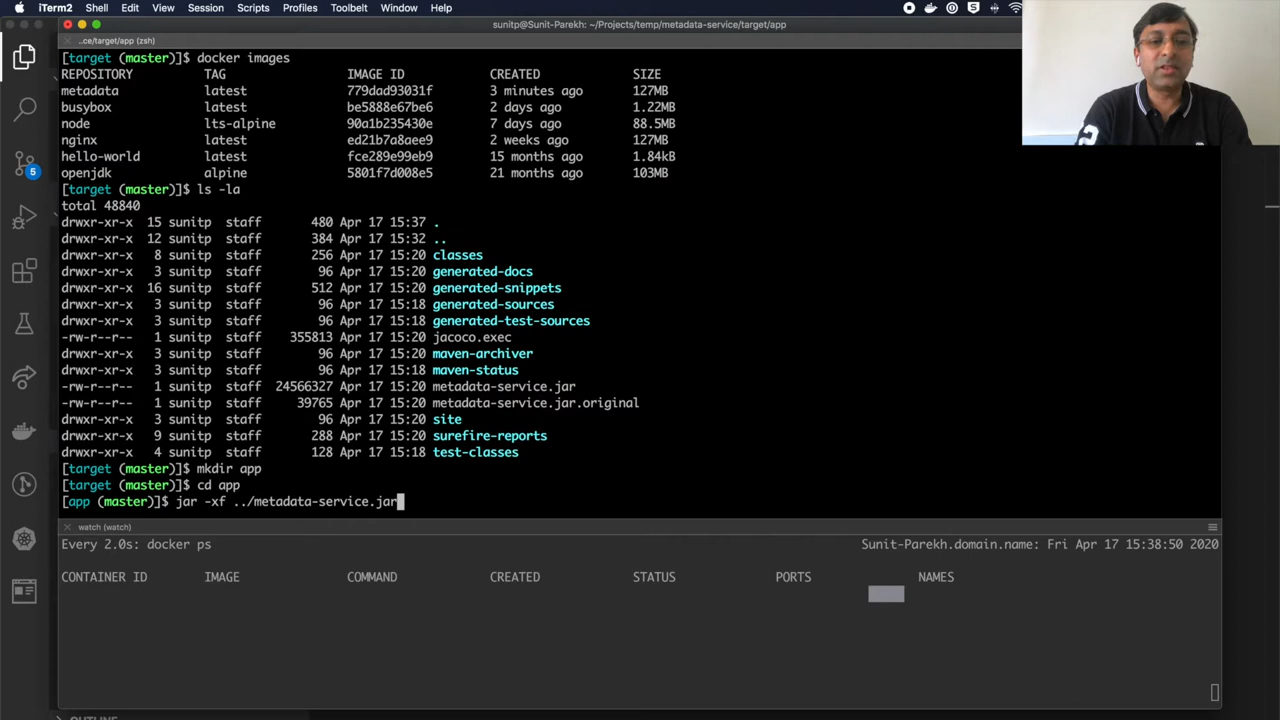 iTerm2 Shell Edit View Session Scripts Profiles Toolbelt Window Help
sunitp@Sunit-Parekh:~/Projects/temp/metadata-service/target/app
..ce/target/app (zsh)
[target (master)]$ docker images
REPOSITORY TAG IMAGE ID CREATED SIZE
metadata latest 779dad93031f 3 minutes ago 127MB
busybox latest be5888e67be6 2 days ago 1.22MB
node lts-alpine 90a1b235430e 7 days ago 88.5MB
nginx latest ed21b7a8aee9 2 weeks ago 127MB
hello-world latest fce289e99eb9 15 months ago 1.84kB
openjdk alpine 5801f7d008e5 21 months ago 103MB
[target (master)]$ ls -la
total 48840
drwxr-xr-x 15 sunitp staff 480 Apr 17 15:37 .
drwxr-xr-x 12 sunitp staff 384 Apr 17 15:32 ..
drwxr-xr-x 8 sunitp staff 256 Apr 17 15:20 classes
drwxr-xr-x 3 sunitp staff 96 Apr 17 15:20 generated-docs
drwxr-xr-x 16 sunitp staff 512 Apr 17 15:20 generated-snippets
drwxr-xr-x 3 sunitp staff 96 Apr 17 15:18 generated-sources
drwxr-xr-x 3 sunitp staff 96 Apr 17 15:18 generated-test-sources
-rw-r--r-- 1 sunitp staff 355813 Apr 17 15:20 jacoco.exec
drwxr-xr-x 3 sunitp staff 96 Apr 17 15:20 maven-archiver
drwxr-xr-x 3 sunitp staff 96 Apr 17 15:18 maven-status
-rw-r--r-- 1 sunitp staff 24566327 Apr 17 15:20 metadata-service.jar
-rw-r--r-- 1 sunitp staff 39765 Apr 17 15:20 metadata-service.jar.original
drwxr-xr-x 3 sunitp staff 96 Apr 17 15:20 site
drwxr-xr-x 9 sunitp staff 288 Apr 17 15:20 surefire-reports
drwxr-xr-x 4 sunitp staff 128 Apr 17 15:18 test-classes
[target (master)]$ mkdir app
[target (master)]$ cd app
[app (master)]$ jar -xf ../metadata-service.jar
watch (watch)
Every 2.0s: docker ps Sunit-Parekh.domain.name: Fri Apr 17 15:38:50 2020
CONTAINER ID IMAGE COMMAND CREATED STATUS PORTS NAMES
5
2
OUTLINE